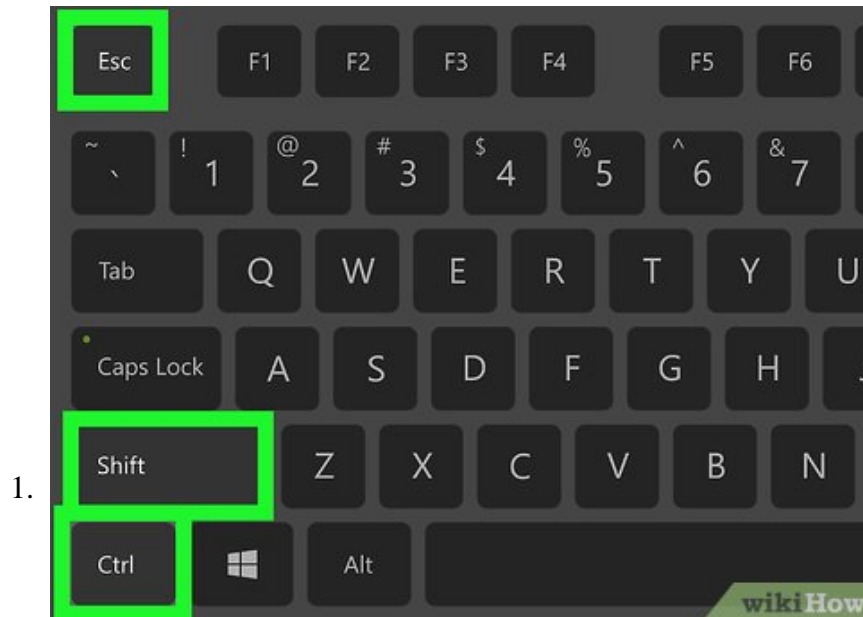 Esc F1 F2 F3 F4 F5 F6
~ ` ! 1 @ 2 # 3 $ 4 % 5 ^ 6 & 7
Tab Q W E R T Y U
Caps Lock A S D F G H
1. Shift Z X C V B N
Ctrl Alt
wikiHow